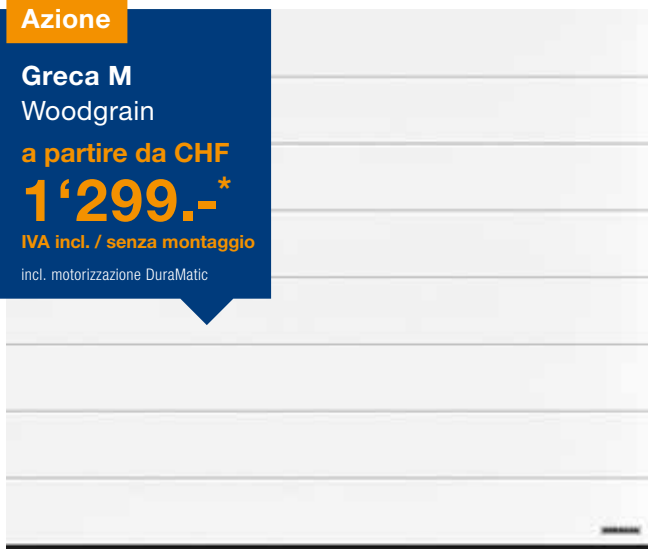 Azione
Greca M
Woodgrain
a partire da CHF
1‘299.-*
IVA incl. / senza montaggio
incl. motorizzazione DuraMatic